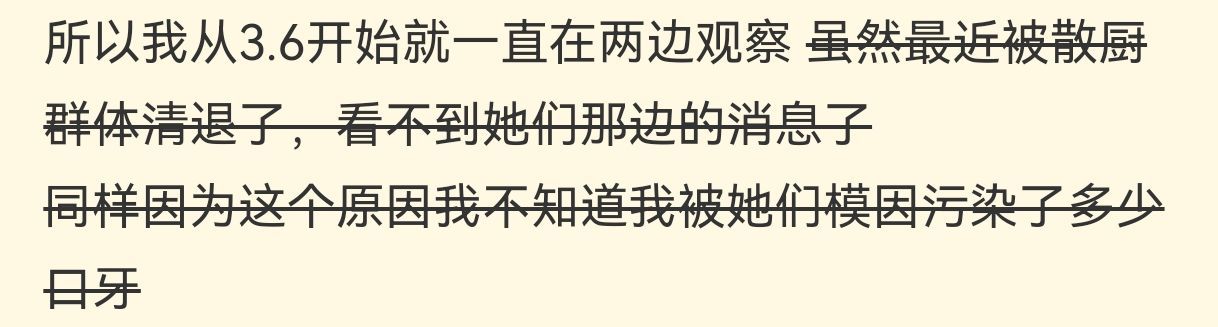 所以我从3.6开始就一直在两边观察 虽然最近被散厨
群体清退了，看不到她们那边的消息了
同样因为这个原因我不知道我被她们模因污染了多少
口牙